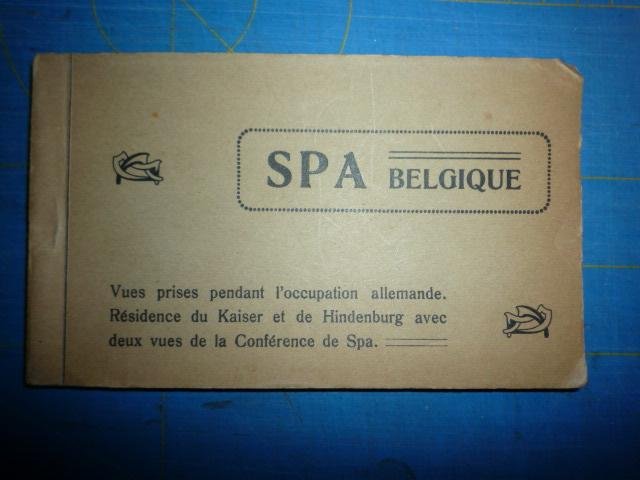 SPA BELGIQUE
Vues prises pendant l'occupation allemande.
Résidence du Kaiser et de Hindenburg avec
deux vues de la Conférence de Spa.